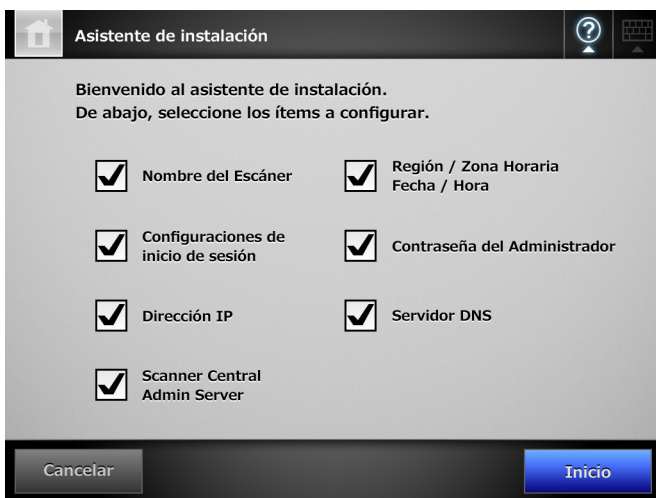 Asistente de instalación
?
Bienvenido al asistente de instalación.
De abajo, seleccione los ítems a configurar.
Nombre del Escáner
Región / Zona Horaria
Fecha / Hora
Configuraciones de
inicio de sesión
Contraseña del Administrador
Dirección IP
Servidor DNS
Scanner Central
Admin Server
Cancelar
Inicio